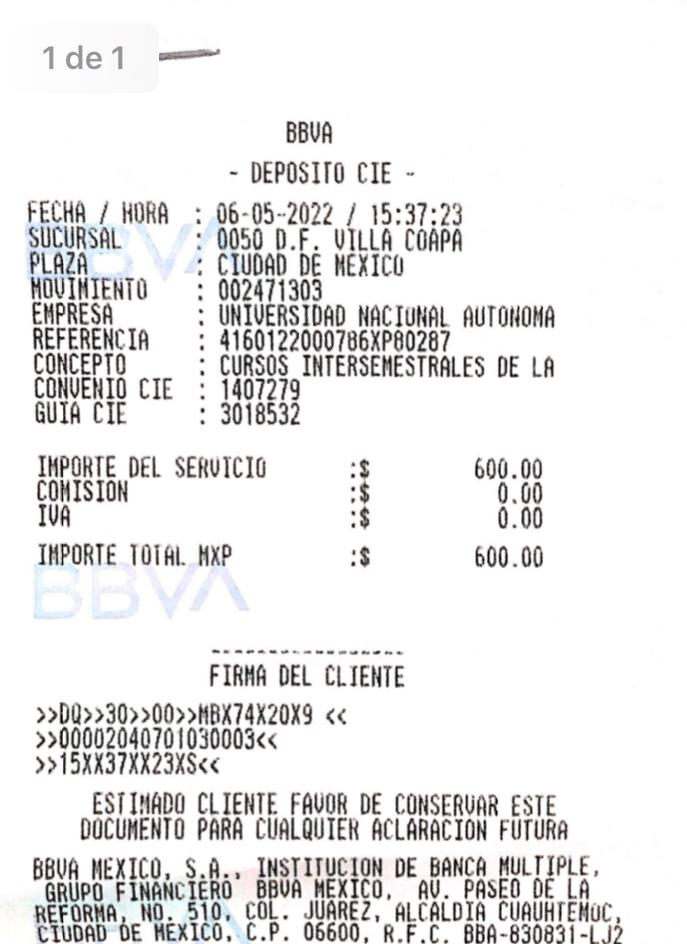 1 de 1
BBVA
- DEPOSITO CIE -
FECHA / HORA : 06-05-2022 / 15:37:23
SUCURSAL : 0050 D.F. VILLA COAPA
PLAZA : CIUDAD DE MEXICO
MOVIMIENTO : 002471303
EMPRESA : UNIVERSIDAD NACIONAL AUTONOMA
REFERENCIA : 4160122000786XP80287
CONCEPTO : CURSOS INTERSEMESTRALES DE LA
CONVENIO CIE : 1407279
GUIA CIE : 3018532
IMPORTE DEL SERVICIO :$ 600.00
COMISION :$ 0.00
IVA :$ 0.00
IMPORTE TOTAL MXP :$ 600.00
BBVA
FIRMA DEL CLIENTE
>>DQ>>30>>00>>MBX74X20X9 <<
>>00002040701030003<<
>>15XX37XX23XS<<
ESTIMADO CLIENTE FAVOR DE CONSERVAR ESTE
DOCUMENTO PARA CUALQUIER ACLARACION FUTURA
BBVA MEXICO, S.A., INSTITUCION DE BANCA MULTIPLE,
GRUPO FINANCIERO BBVA MEXICO, AV. PASEO DE LA
REFORMA, NO. 510, COL. JUAREZ, ALCALDIA CUAUHTEMOC,
CIUDAD DE MEXICO, C.P. 06600, R.F.C. BBA-830831-LJ2